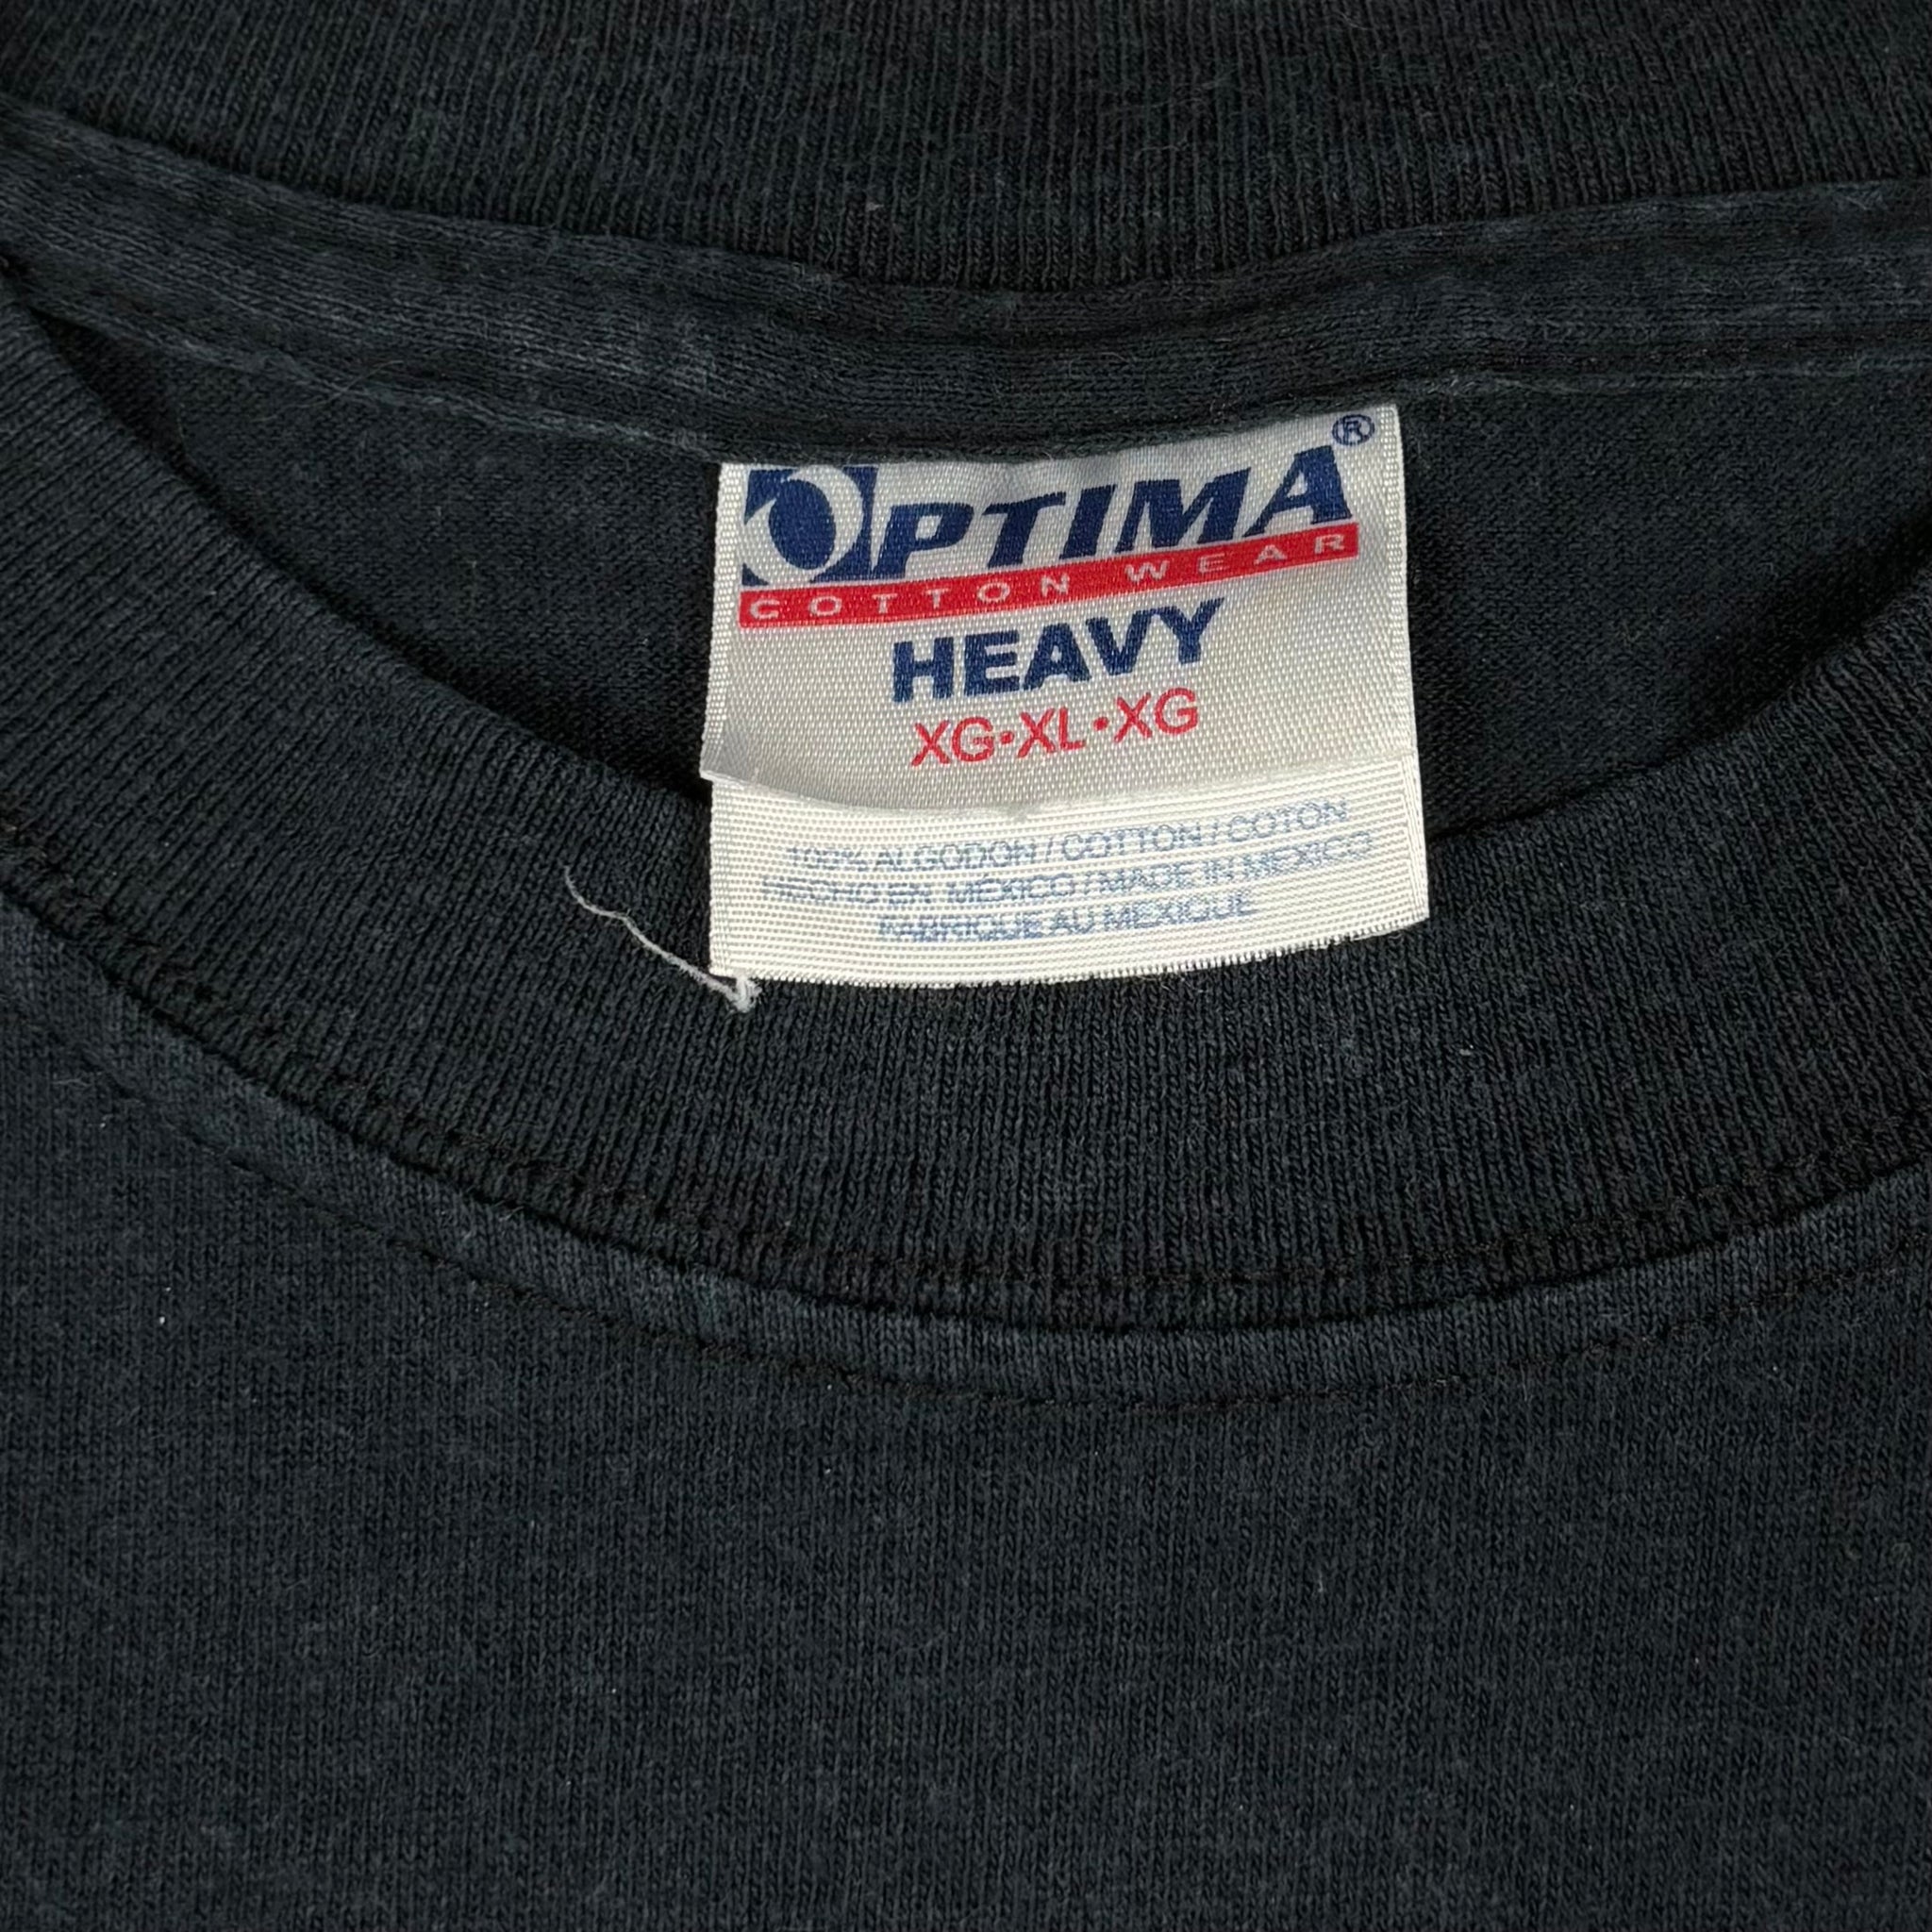 OPTIMA®
COTTON WEAR
HEAVY
XG•XL•XG
100% ALGODON / COTTON / COTON
HECHO EN MÉXICO / MADE IN MEXICO
FABRIQUE AU MEXIQUE